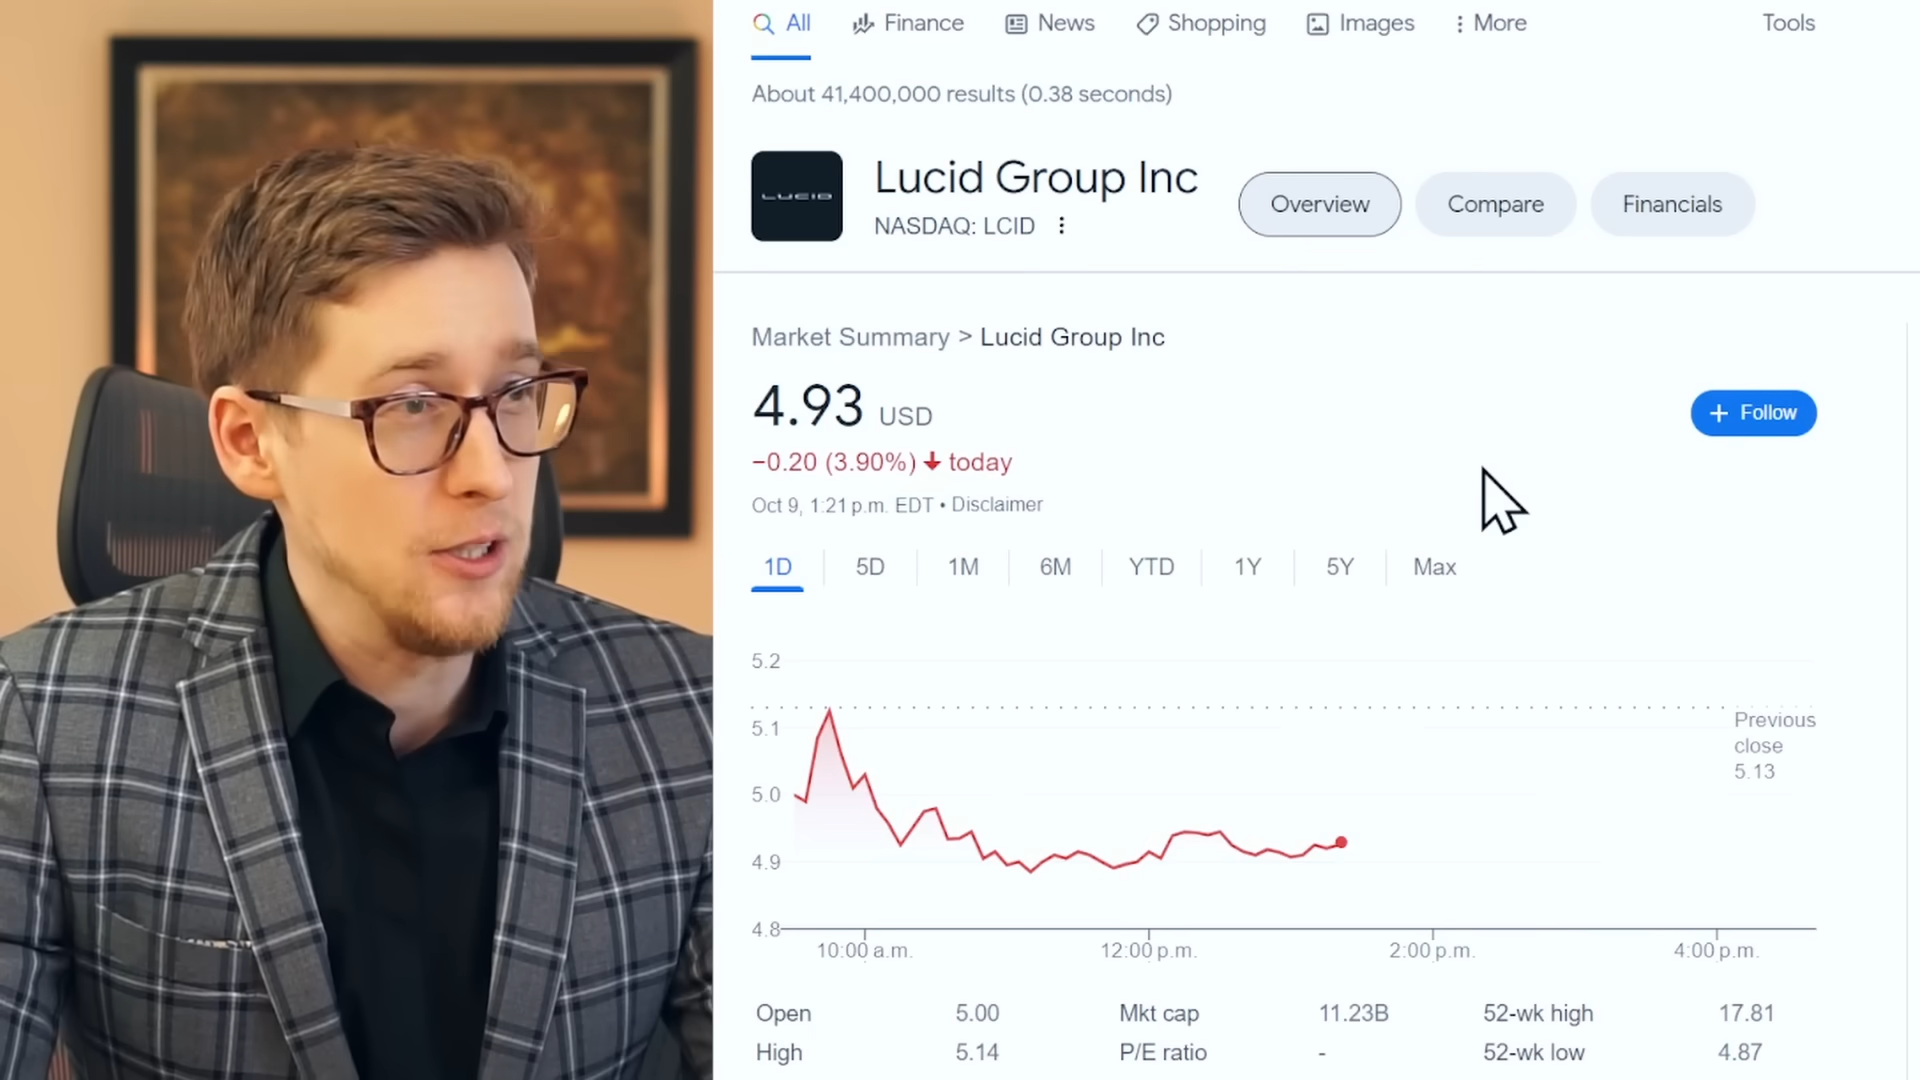 All Finance News Shopping Images More Tools
About 41,400,000 results (0.38 seconds)
LUCID
Lucid Group Inc
NASDAQ: LCID
Overview Compare Financials
Market Summary > Lucid Group Inc
4.93 USD
+ Follow
−0.20 (3.90%) today
Oct 9, 1:21 p.m. EDT • Disclaimer
1D 5D 1M 6M YTD 1Y 5Y Max
5.2
5.1
5.0
4.9
4.8
Previous
close
5.13
10:00 a.m. 12:00 p.m. 2:00 p.m. 4:00 p.m.
Open 5.00 Mkt cap 11.23B 52-wk high 17.81
High 5.14 P/E ratio - 52-wk low 4.87